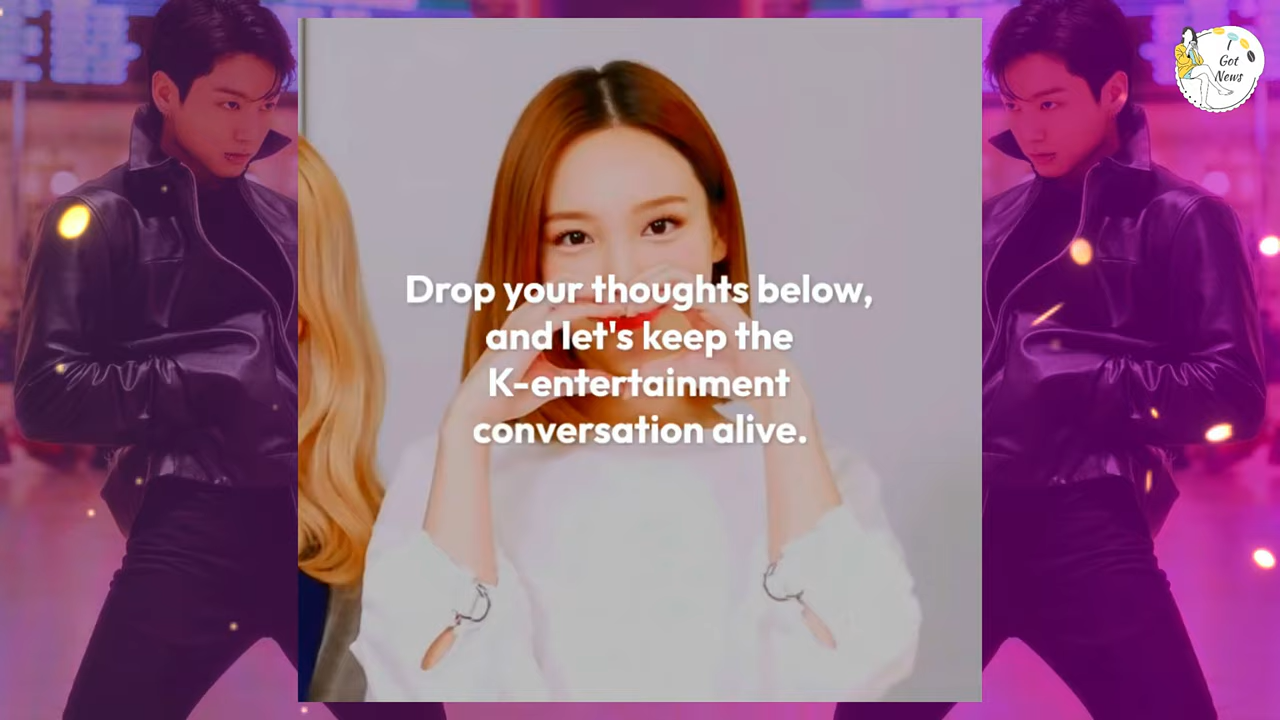 Drop your thoughts below,
and let's keep the
K-entertainment
conversation alive.
I
Got
News